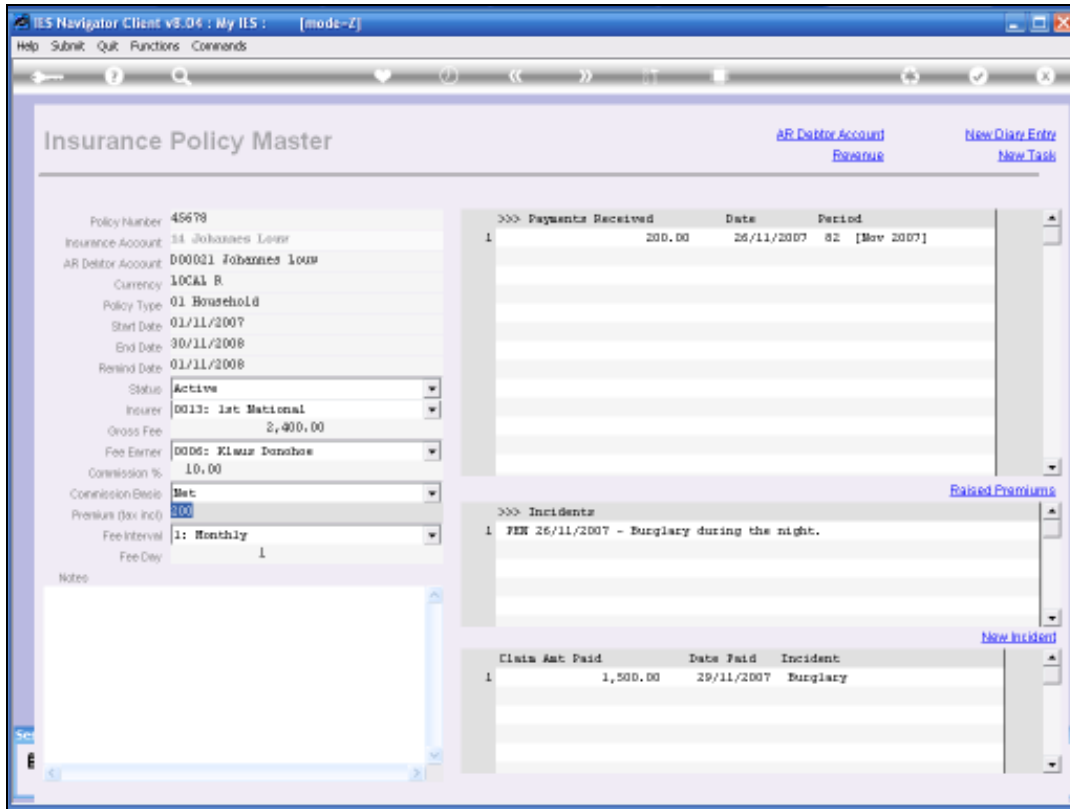 IES Navigator Client v8.04 : My IES : [mode=Z]
Help Submit Quit Functions Commands
Insurance Policy Master
AR Debtor Account
New Diary Entry
Revenue
New Task
Policy Number 45678
Insurance Account 14 Johannes Louw
AR Debtor Account D00021 Johannes louw
Currency LOCAL R
Policy Type 01 Household
Start Date 01/11/2007
End Date 30/11/2008
Remind Date 01/11/2008
Status Active
Insurer 0013: 1st National
Gross Fee 2,400.00
Fee Earner 0006: Klaus Donohoe
Commission % 10.00
Commission Basis Net
Premium (tax incl) 200
Fee Interval 1: Monthly
Fee Day 1
Notes
>>> Payments Received Date Period
1 200.00 26/11/2007 82 [Nov 2007]
Raised Premiums
>>> Incidents
1 PEN 26/11/2007 - Burglary during the night.
New Incident
Claim Amt Paid Date Paid Incident
1 1,500.00 29/11/2007 Burglary